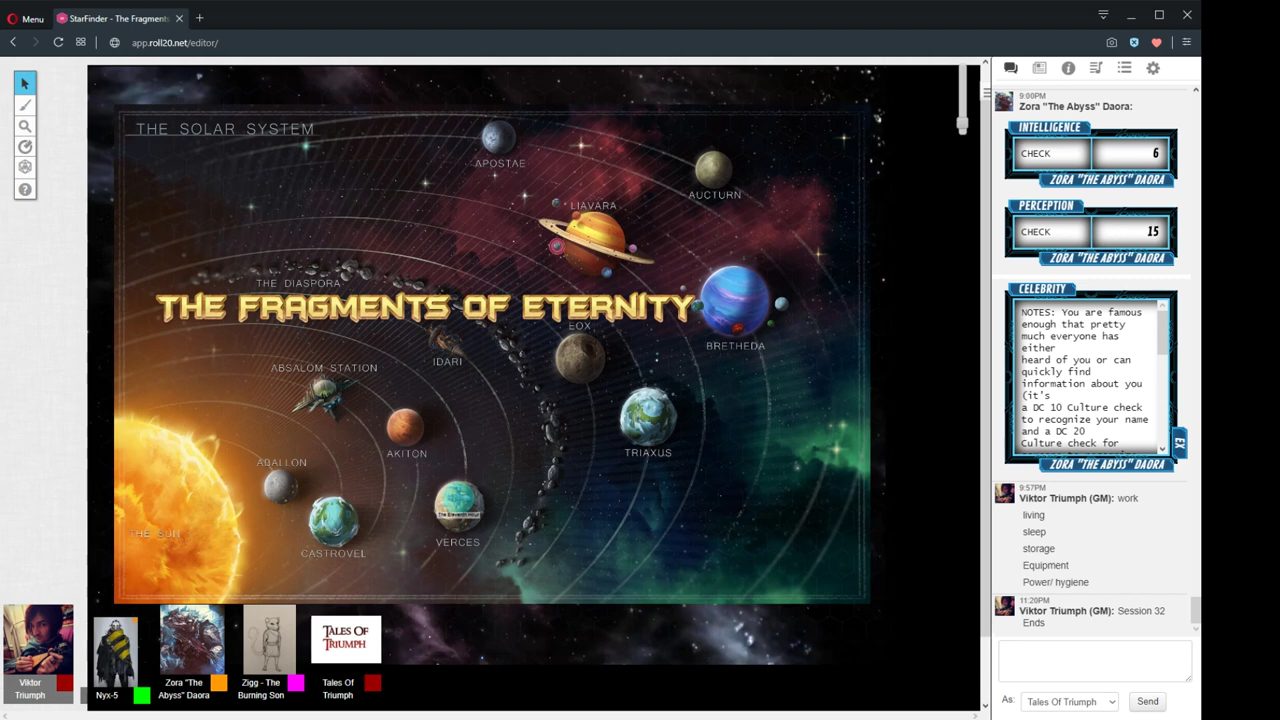 Menu
StarFinder - The Fragment
app.roll20.net/editor/
THE SOLAR SYSTEM
APOSTAE
AUCTURN
LIAVARA
THE DIASPORA
THE FRAGMENTS OF ETERNITY
EOX
BRETHEDA
IDARI
ABSALOM STATION
AKITON
TRIAXUS
ABALLON
The Eleventh Hour
THE SUN
VERCES
CASTROVEL
Viktor
Triumph
Nyx-5
Zora "The
Abyss" Daora
Zigg - The
Burning Son
TALES OF
TRIUMPH
Tales Of
Triumph
9:00PM
Zora "The Abyss" Daora:
INTELLIGENCE
CHECK 6
ZORA "THE ABYSS" DAORA
PERCEPTION
CHECK 15
ZORA "THE ABYSS" DAORA
CELEBRITY
NOTES: You are famous
enough that pretty
much everyone has
either
heard of you or can
quickly find
information about you
(it's
a DC 10 Culture check
to recognize your name
and a DC 20
Culture check for
EX
ZORA "THE ABYSS" DAORA
9:57PM
Viktor Triumph (GM): work
living
sleep
storage
Equipment
Power/ hygiene
11:20PM
Viktor Triumph (GM): Session 32
Ends
As: Tales Of Triumph Send